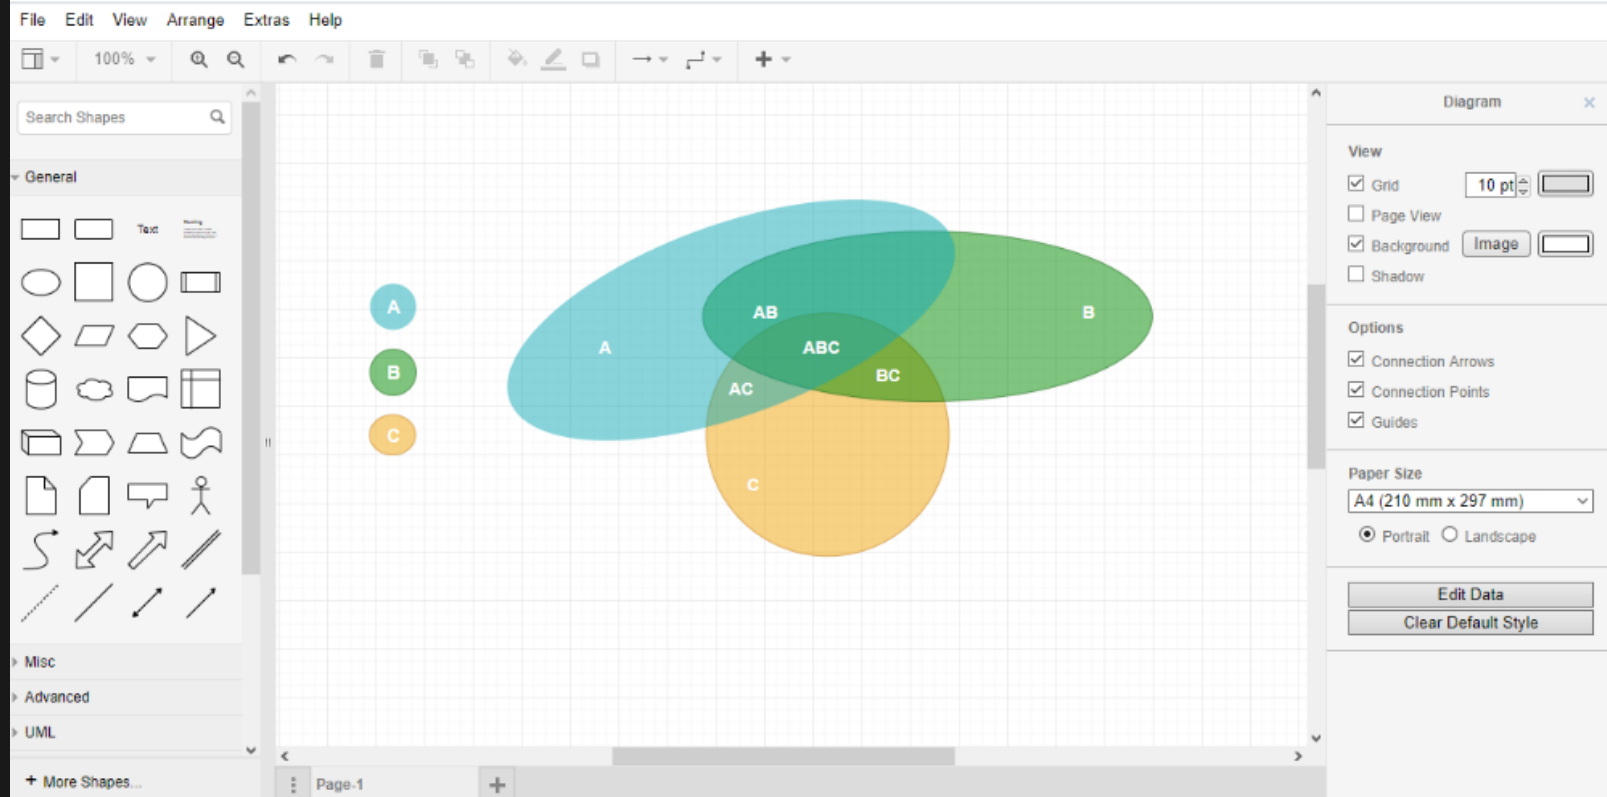 File Edit View Arrange Extras Help
100%
Search Shapes
General
Text
Misc
Advanced
UML
+ More Shapes...
A
B
C
A
AB
B
ABC
AC
BC
C
Page-1
Diagram
View
Grid 10 pt
Page View
Background Image
Shadow
Options
Connection Arrows
Connection Points
Guides
Paper Size
A4 (210 mm x 297 mm)
Portrait Landscape
Edit Data
Clear Default Style